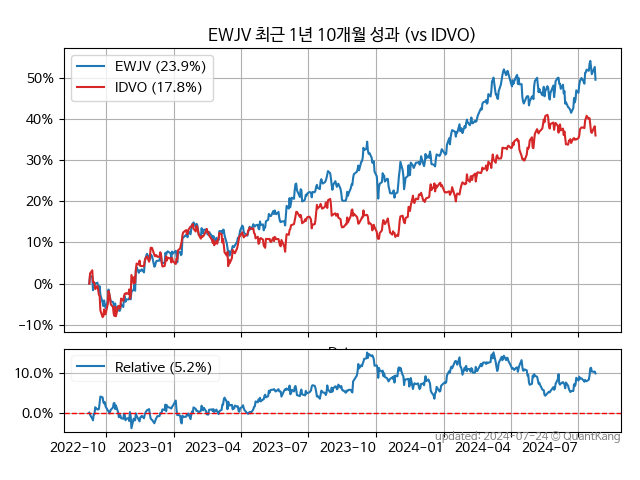 EWJV 최근 1년 10개월 성과 (vs IDVO)
EWJV (23.9%)
IDVO (17.8%)
50%
40%
30%
20%
10%
0%
−10%
Relative (5.2%)
10.0%
0.0%
2022-10 2023-01 2023-04 2023-07 2023-10 2024-01 2024-04 2024-07
updated: 2024-07-24 © QuantKang